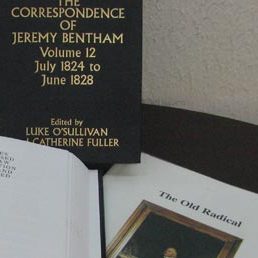 THE
CORRESPONDENCE
OF
JEREMY BENTHAM
Volume 12
July 1824 to
June 1828
Edited by
LUKE O'SULLIVAN
CATHERINE FULLER
The Old Radical